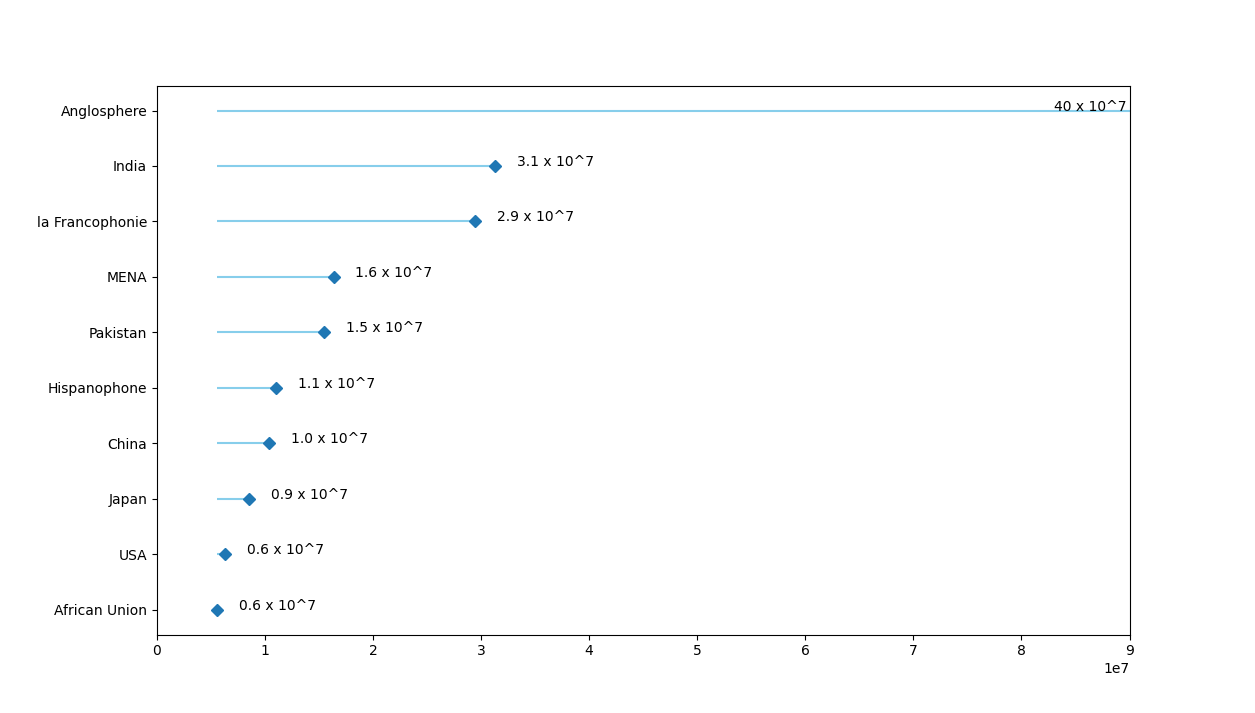 Anglosphere
40 x 10^7
India
3.1 x 10^7
la Francophonie
2.9 x 10^7
MENA
1.6 x 10^7
Pakistan
1.5 x 10^7
Hispanophone
1.1 x 10^7
China
1.0 x 10^7
Japan
0.9 x 10^7
USA
0.6 x 10^7
African Union
0.6 x 10^7
0 1 2 3 4 5 6 7 8 9
1e7